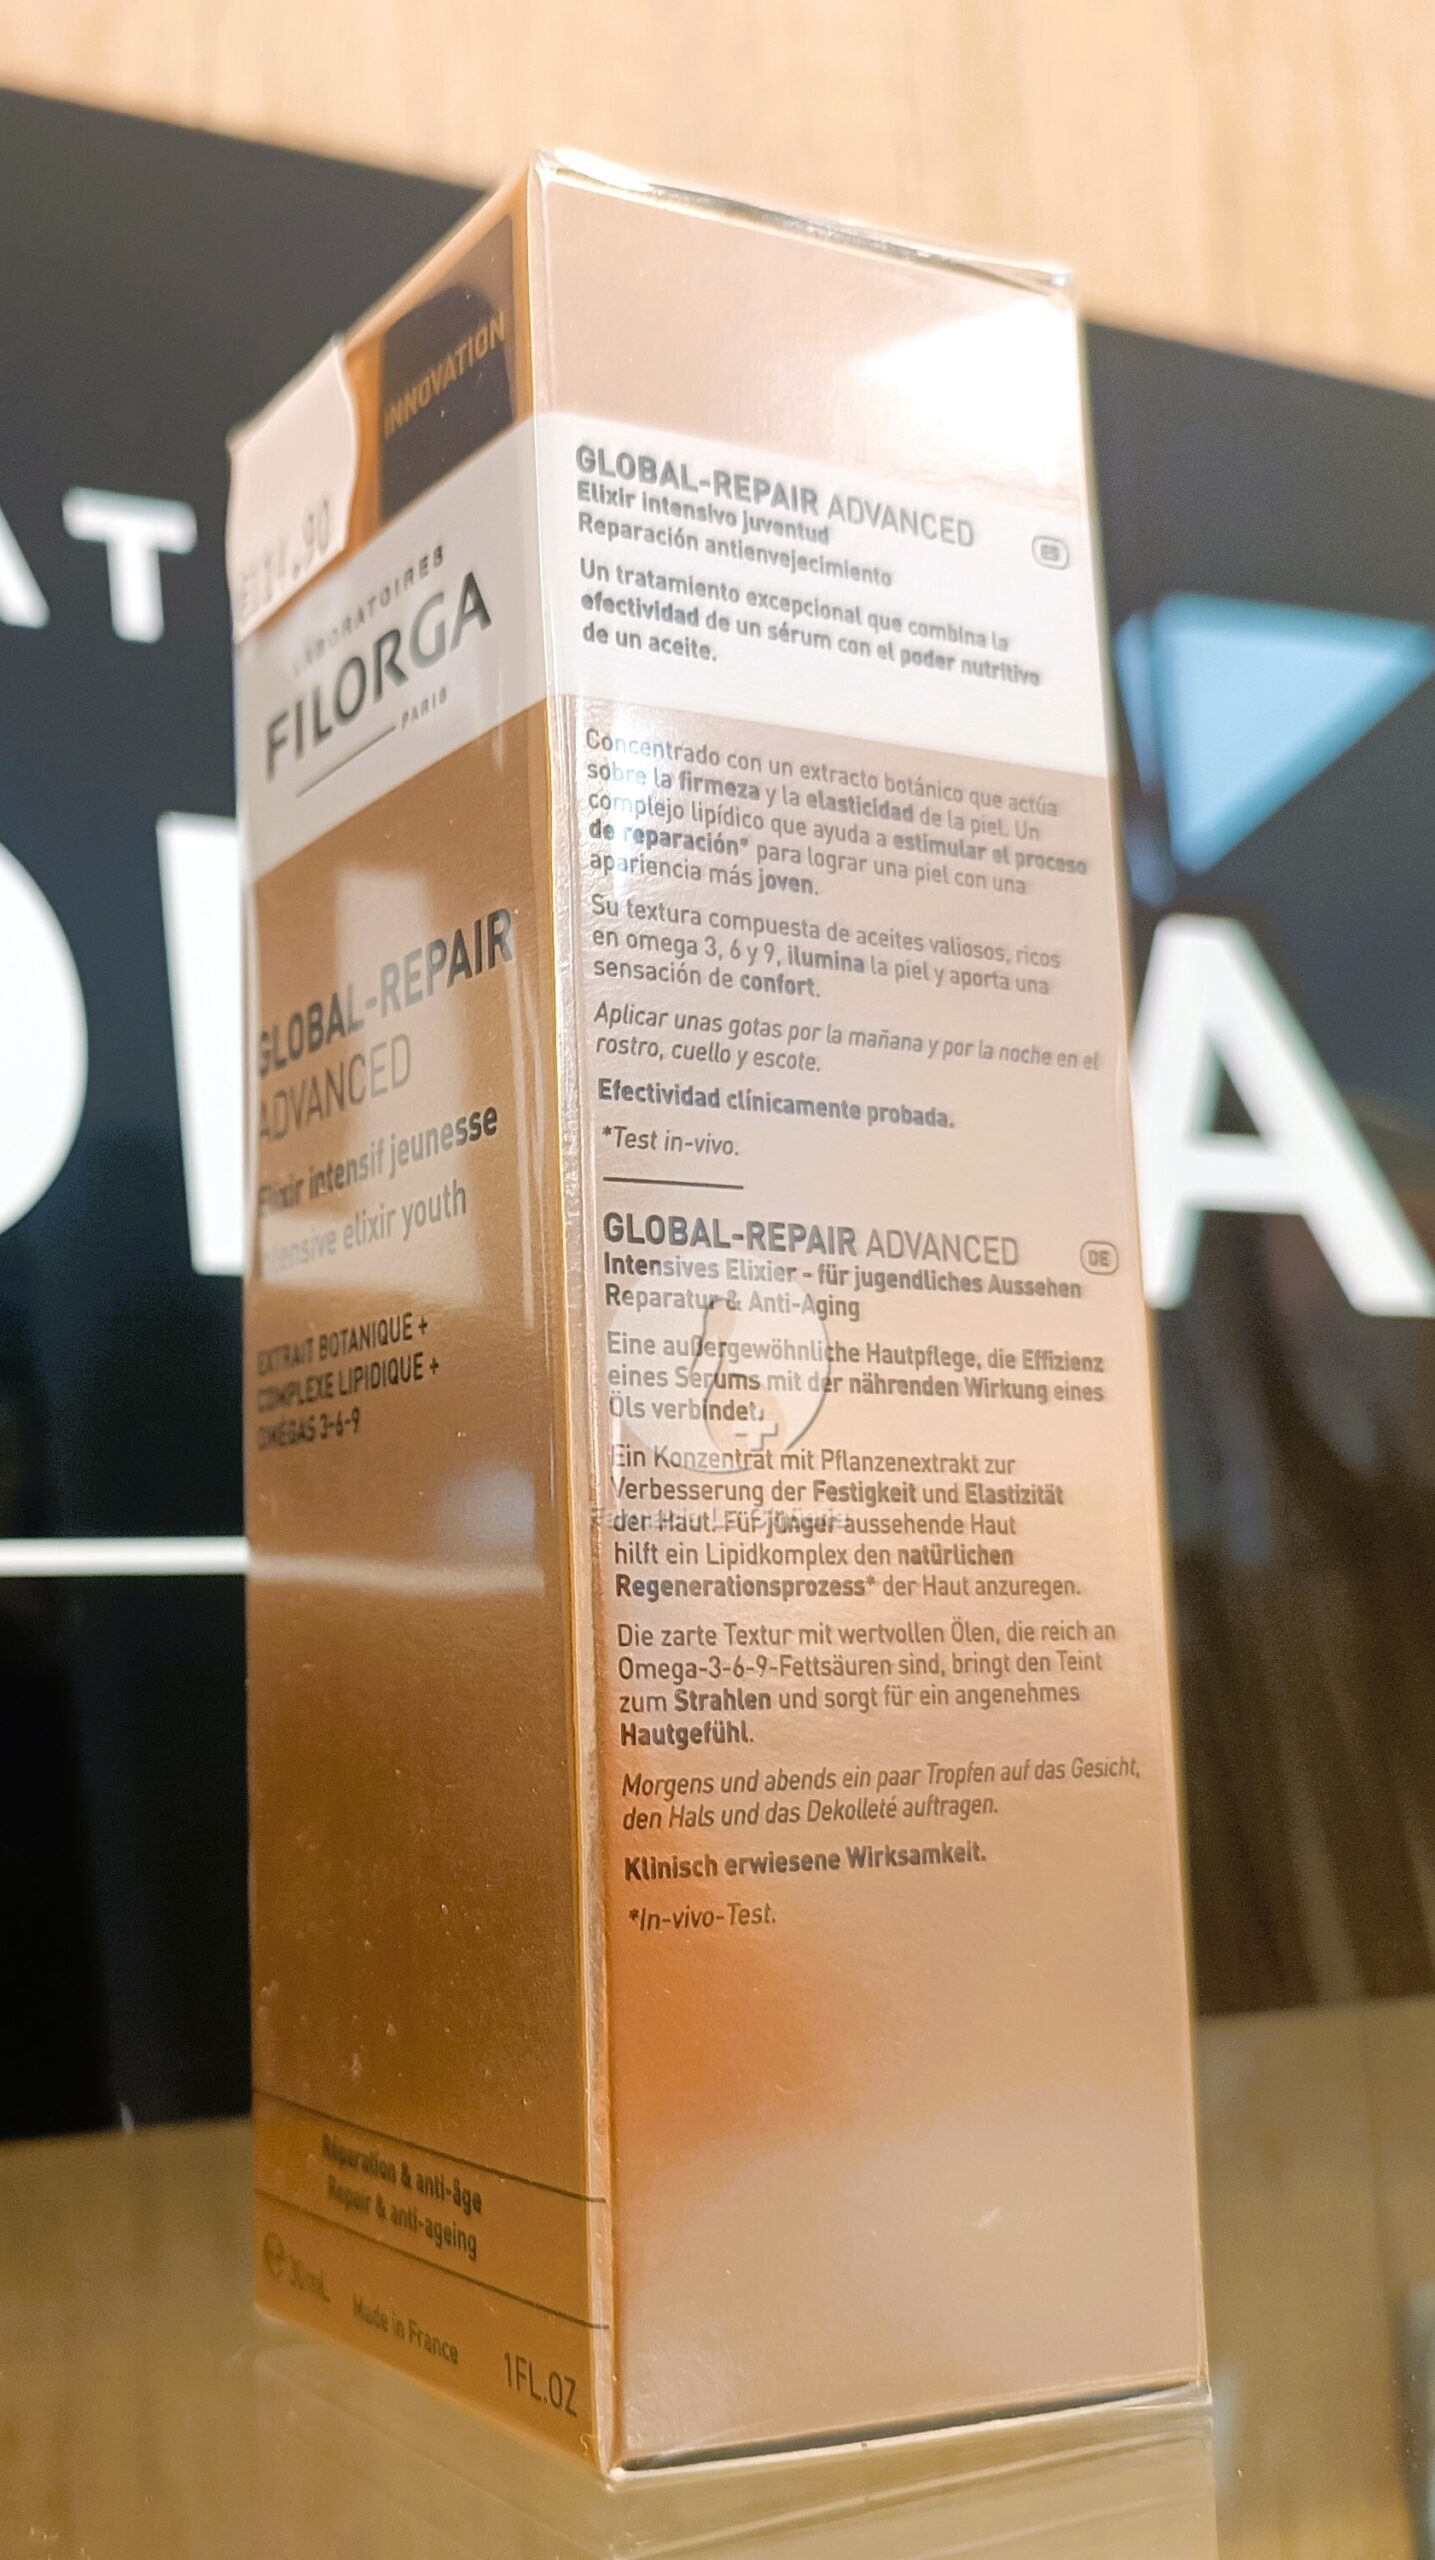 INNOVATION
LABORATOIRES
FILORGA
PARIS
GLOBAL-REPAIR
ADVANCED
Elixir intensif jeunesse
Intensive elixir youth
EXTRAIT BOTANIQUE +
COMPLEXE LIPIDIQUE +
OMÉGAS 3-6-9
Réparation & anti-âge
Repair & anti-ageing
e 30mL Made in France 1FL.OZ
GLOBAL-REPAIR ADVANCED
ES
Elixir intensivo juventud
Reparación antienvejecimiento
Un tratamiento excepcional que combina la
efectividad de un sérum con el poder nutritivo
de un aceite.
Concentrado con un extracto botánico que actúa
sobre la firmeza y la elasticidad de la piel. Un
complejo lipídico que ayuda a estimular el proceso
de reparación* para lograr una piel con una
apariencia más joven.
Su textura compuesta de aceites valiosos, ricos
en omega 3, 6 y 9, ilumina la piel y aporta una
sensación de confort.
Aplicar unas gotas por la mañana y por la noche en el
rostro, cuello y escote.
Efectividad clínicamente probada.
*Test in-vivo.
GLOBAL-REPAIR ADVANCED
DE
Intensives Elixier - für jugendliches Aussehen
Reparatur & Anti-Aging
Eine außergewöhnliche Hautpflege, die Effizienz
eines Serums mit der nährenden Wirkung eines
Öls verbindet.
Ein Konzentrat mit Pflanzenextrakt zur
Verbesserung der Festigkeit und Elastizität
der Haut. Für jünger aussehende Haut
hilft ein Lipidkomplex den natürlichen
Regenerationsprozess* der Haut anzuregen.
Die zarte Textur mit wertvollen Ölen, die reich an
Omega-3-6-9-Fettsäuren sind, bringt den Teint
zum Strahlen und sorgt für ein angenehmes
Hautgefühl.
Morgens und abends ein paar Tropfen auf das Gesicht,
den Hals und das Dekolleté auftragen.
Klinisch erwiesene Wirksamkeit.
*In-vivo-Test.